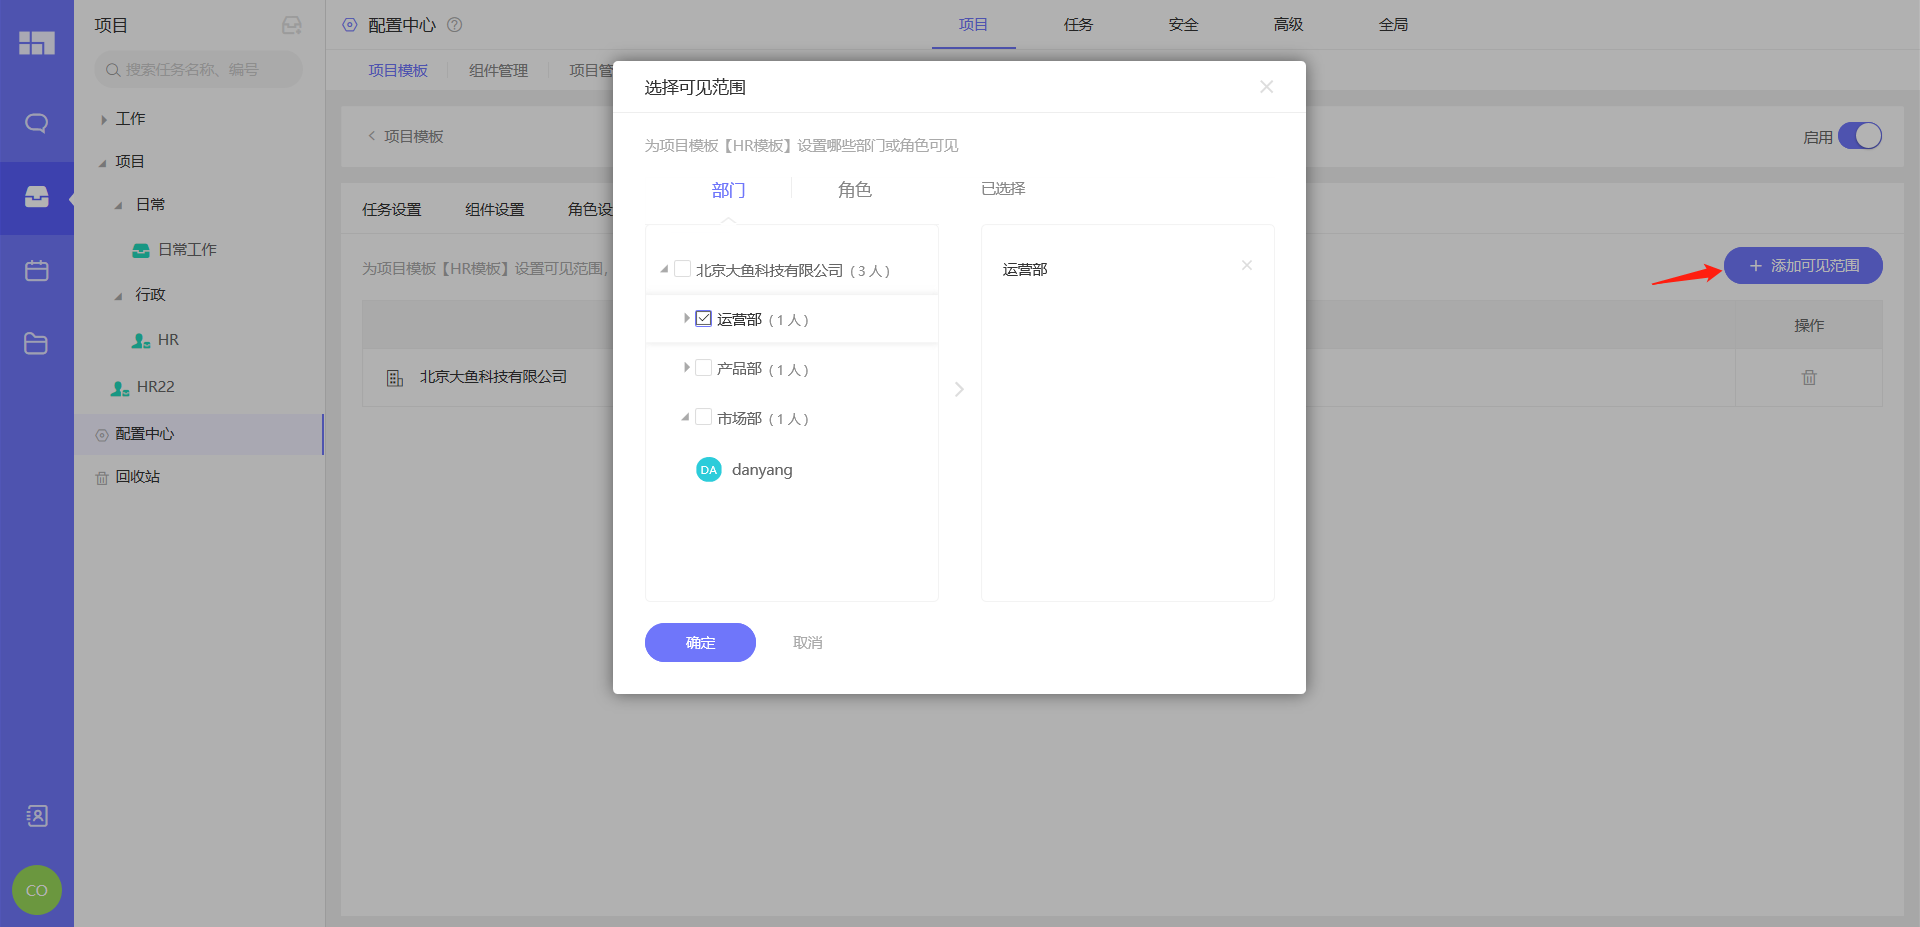 项目
搜索任务名称、编号
工作
项目
日常
日常工作
行政
HR
HR22
配置中心
回收站
CO
配置中心
项目
任务
安全
高级
全局
项目模板
组件管理
项目管
项目模板
启用
任务设置
组件设置
角色设
为项目模板【HR模板】设置可见范围,
添加可见范围
操作
北京大鱼科技有限公司
选择可见范围
为项目模板【HR模板】设置哪些部门或角色可见
部门
角色
已选择
北京大鱼科技有限公司 ( 3 人 )
运营部 ( 1 人 )
产品部 ( 1 人 )
市场部 ( 1 人 )
DA danyang
运营部
确定
取消